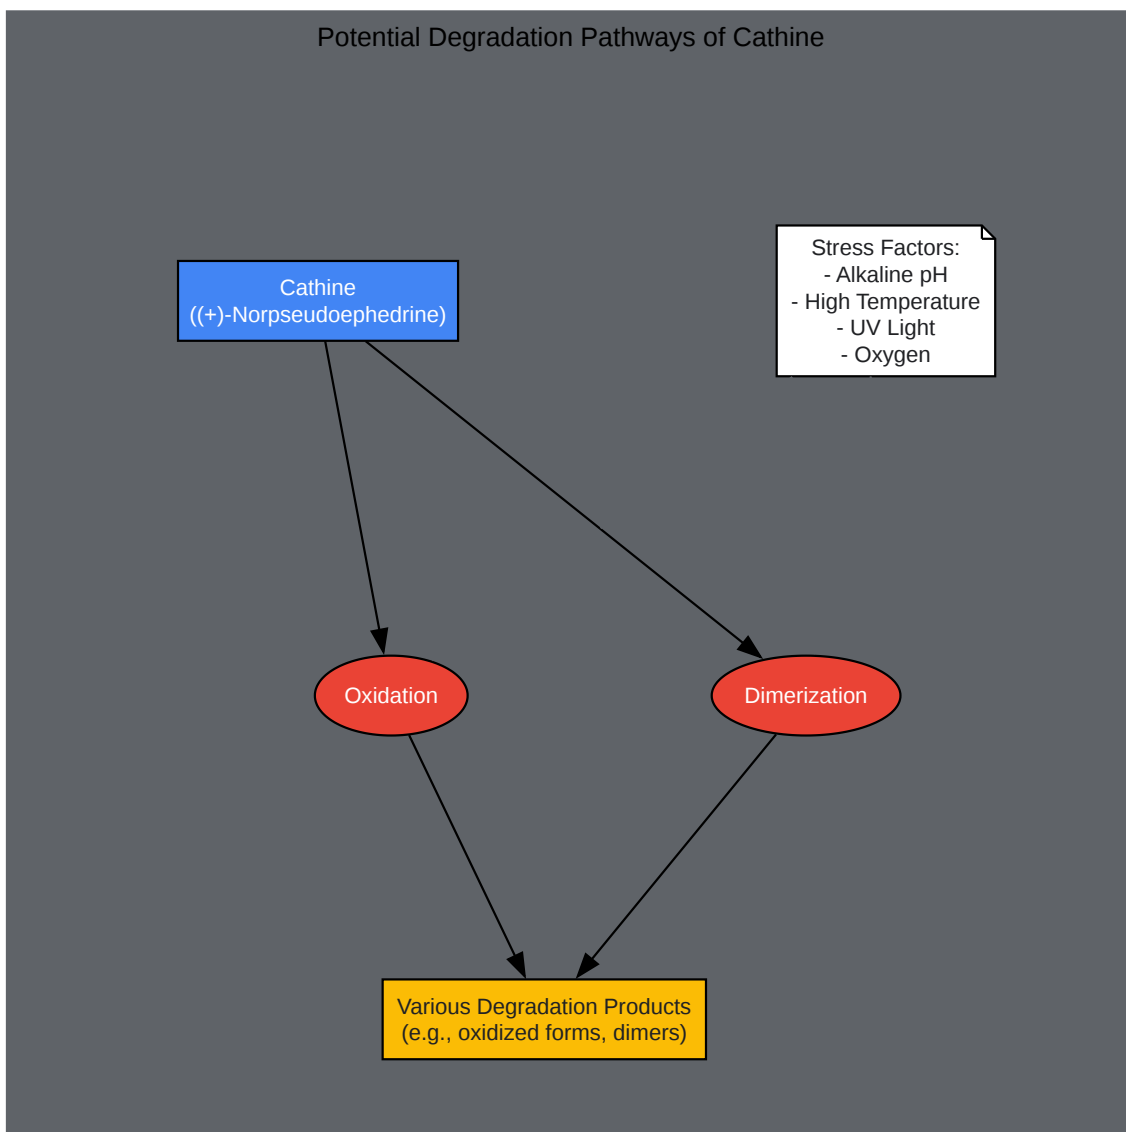 Potential Degradation Pathways of Cathine
Cathine
((+)-Norpseudoephedrine)
Stress Factors:
- Alkaline pH
- High Temperature
- UV Light
- Oxygen
Oxidation
Dimerization
Various Degradation Products
(e.g., oxidized forms, dimers)